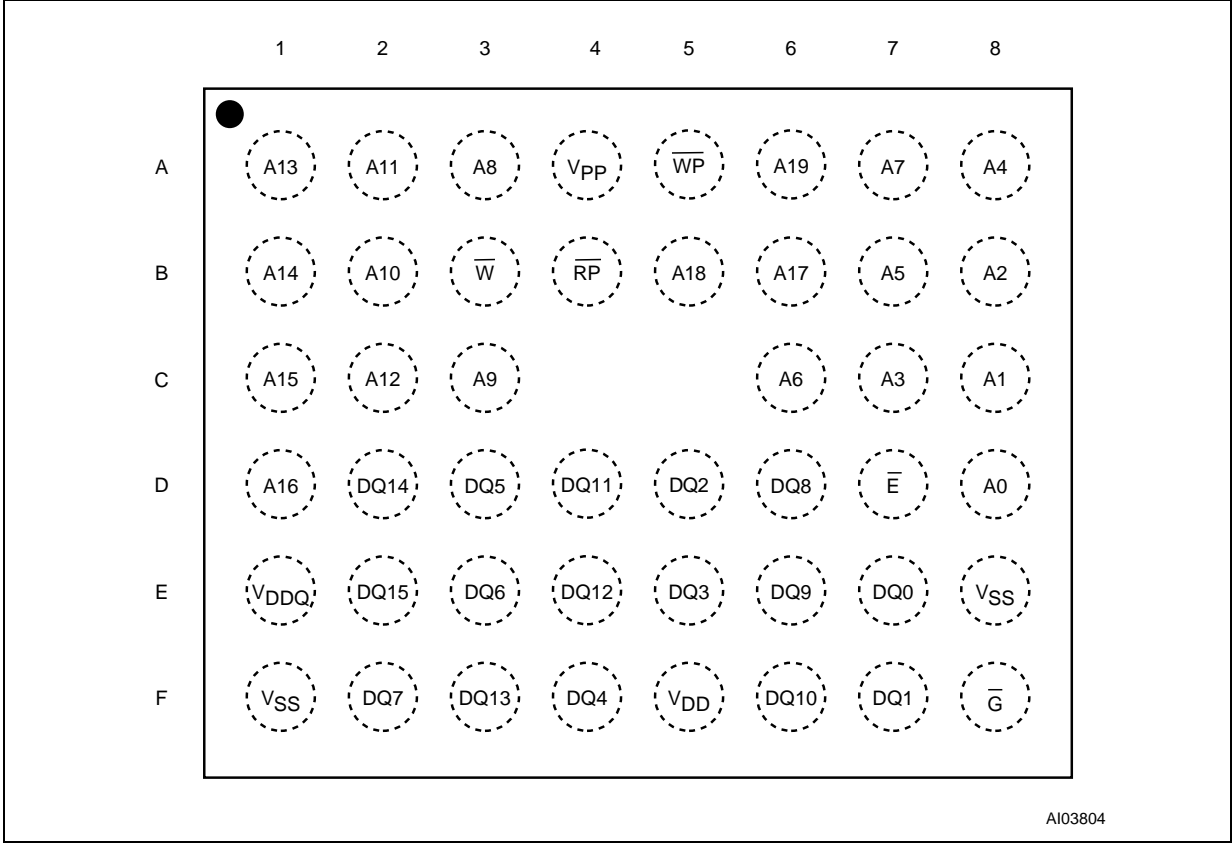 1 2 3 4 5 6 7 8
A A13 A11 A8 VPP W̅P̅ A19 A7 A4
B A14 A10 W̅ R̅P̅ A18 A17 A5 A2
C A15 A12 A9 A6 A3 A1
D A16 DQ14 DQ5 DQ11 DQ2 DQ8 E̅ A0
E VDDQ DQ15 DQ6 DQ12 DQ3 DQ9 DQ0 VSS
F VSS DQ7 DQ13 DQ4 VDD DQ10 DQ1 G̅
AI03804